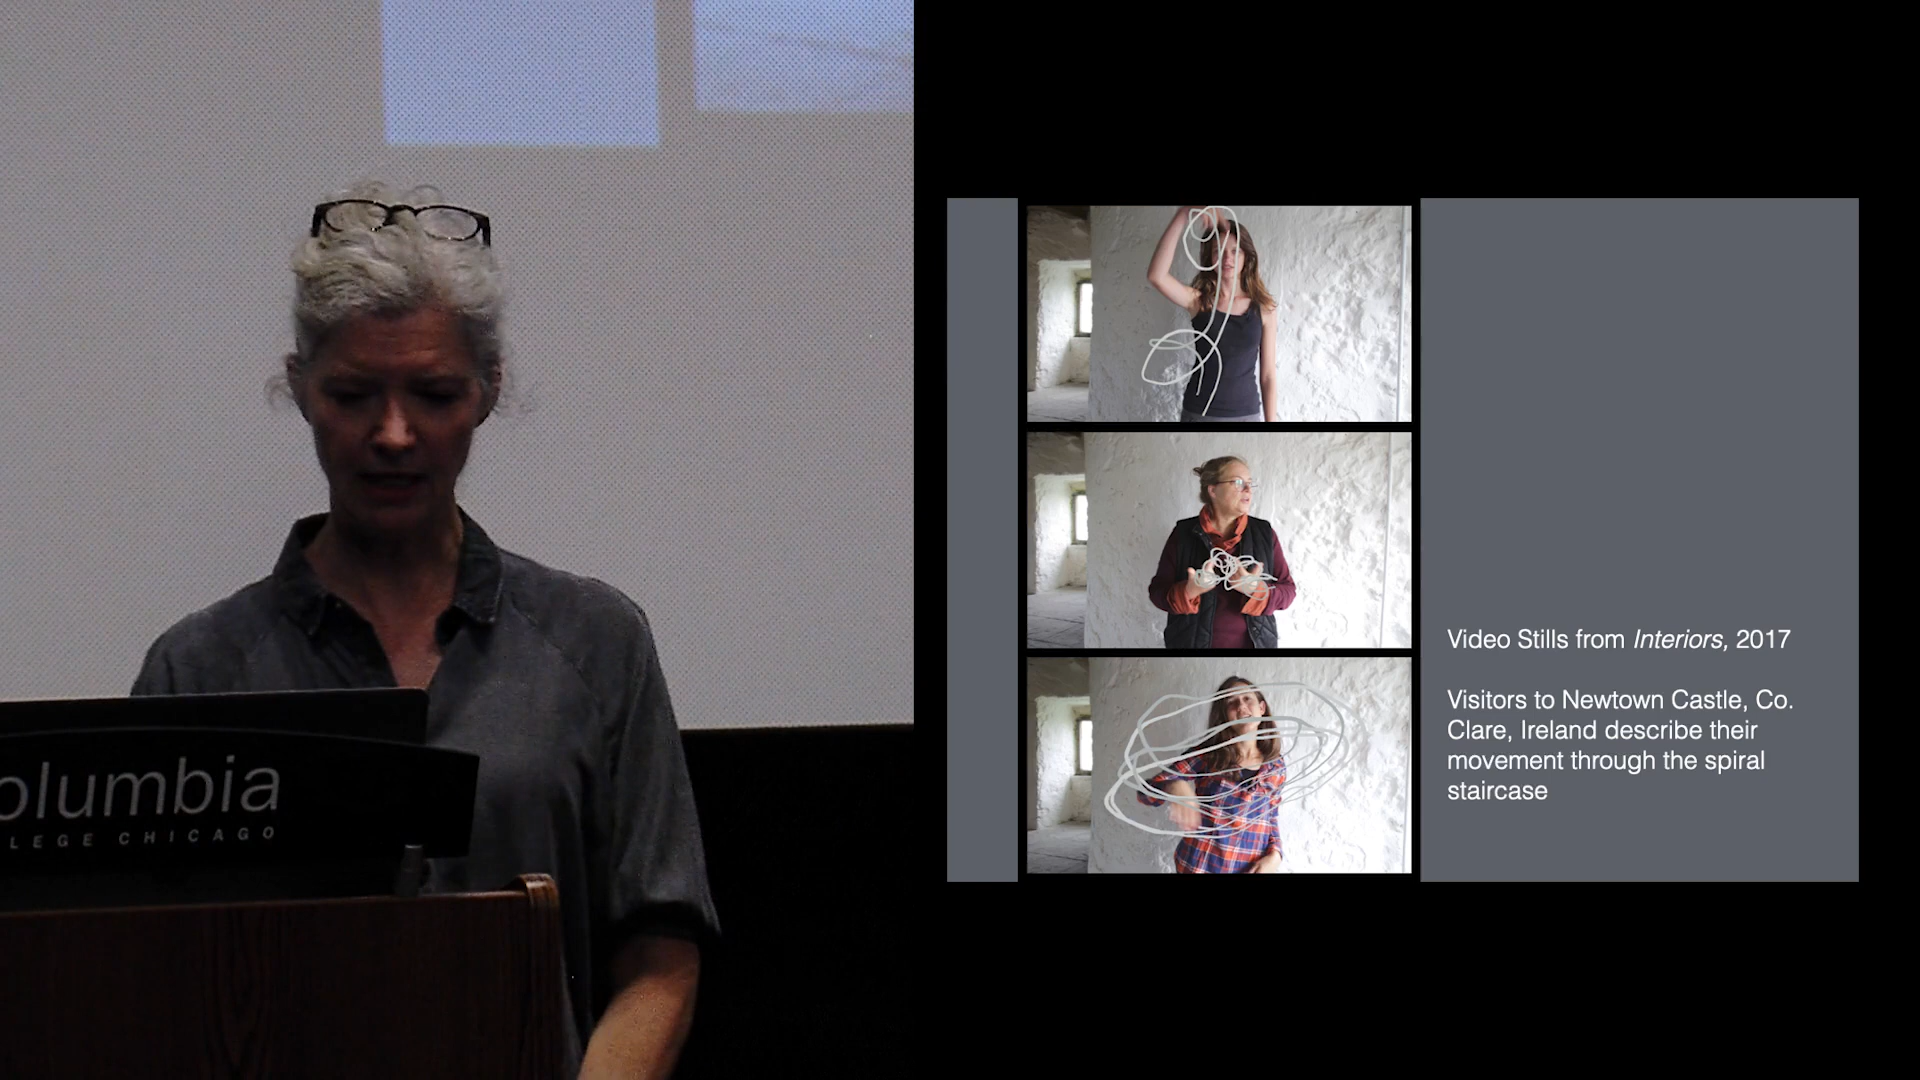 olumbia
LEGE CHICAGO
Video Stills from Interiors, 2017
Visitors to Newtown Castle, Co.
Clare, Ireland describe their
movement through the spiral
staircase